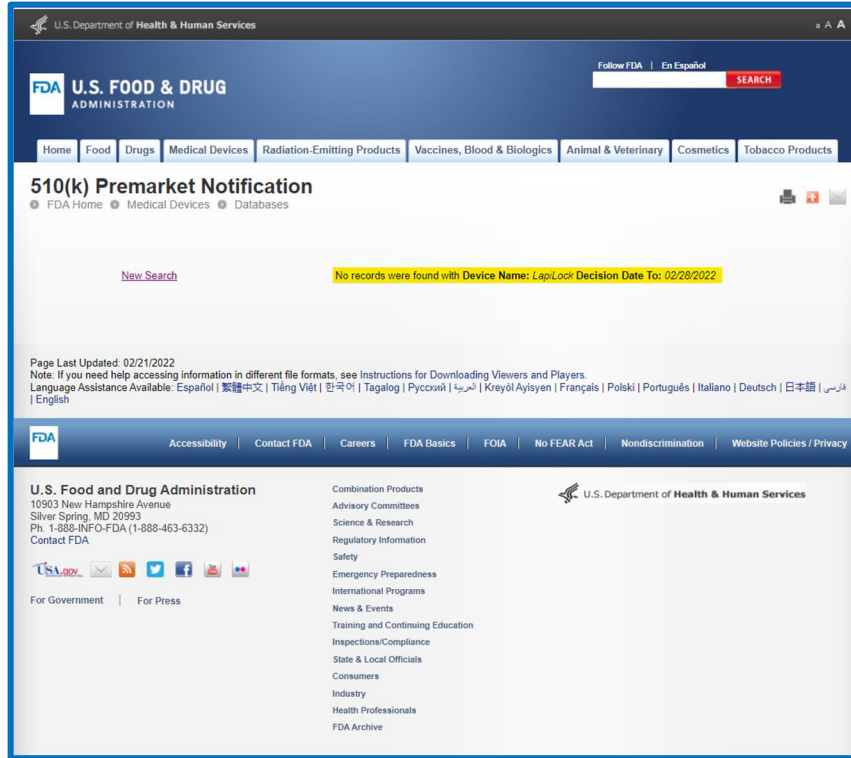 U.S. Department of Health & Human Services
a A A
Follow FDA | En Español
FDA U.S. FOOD & DRUG
ADMINISTRATION
SEARCH
Home Food Drugs Medical Devices Radiation-Emitting Products Vaccines, Blood & Biologics Animal & Veterinary Cosmetics Tobacco Products
510(k) Premarket Notification
FDA Home Medical Devices Databases
New Search
No records were found with Device Name: LapiLock Decision Date To: 02/28/2022
Page Last Updated: 02/21/2022
Note: If you need help accessing information in different file formats, see Instructions for Downloading Viewers and Players.
Language Assistance Available: Español | 繁體中文 | Tiếng Việt | 한국어 | Tagalog | Русский | العربية | Kreyòl Ayisyen | Français | Polski | Português | Italiano | Deutsch | 日本語 | فارسی
| English
FDA
Accessibility | Contact FDA | Careers | FDA Basics | FOIA | No FEAR Act | Nondiscrimination | Website Policies / Privacy
U.S. Food and Drug Administration
10903 New Hampshire Avenue
Silver Spring, MD 20993
Ph. 1-888-INFO-FDA (1-888-463-6332)
Contact FDA
USA.gov
For Government | For Press
Combination Products
Advisory Committees
Science & Research
Regulatory Information
Safety
Emergency Preparedness
International Programs
News & Events
Training and Continuing Education
Inspections/Compliance
State & Local Officials
Consumers
Industry
Health Professionals
FDA Archive
U.S. Department of Health & Human Services